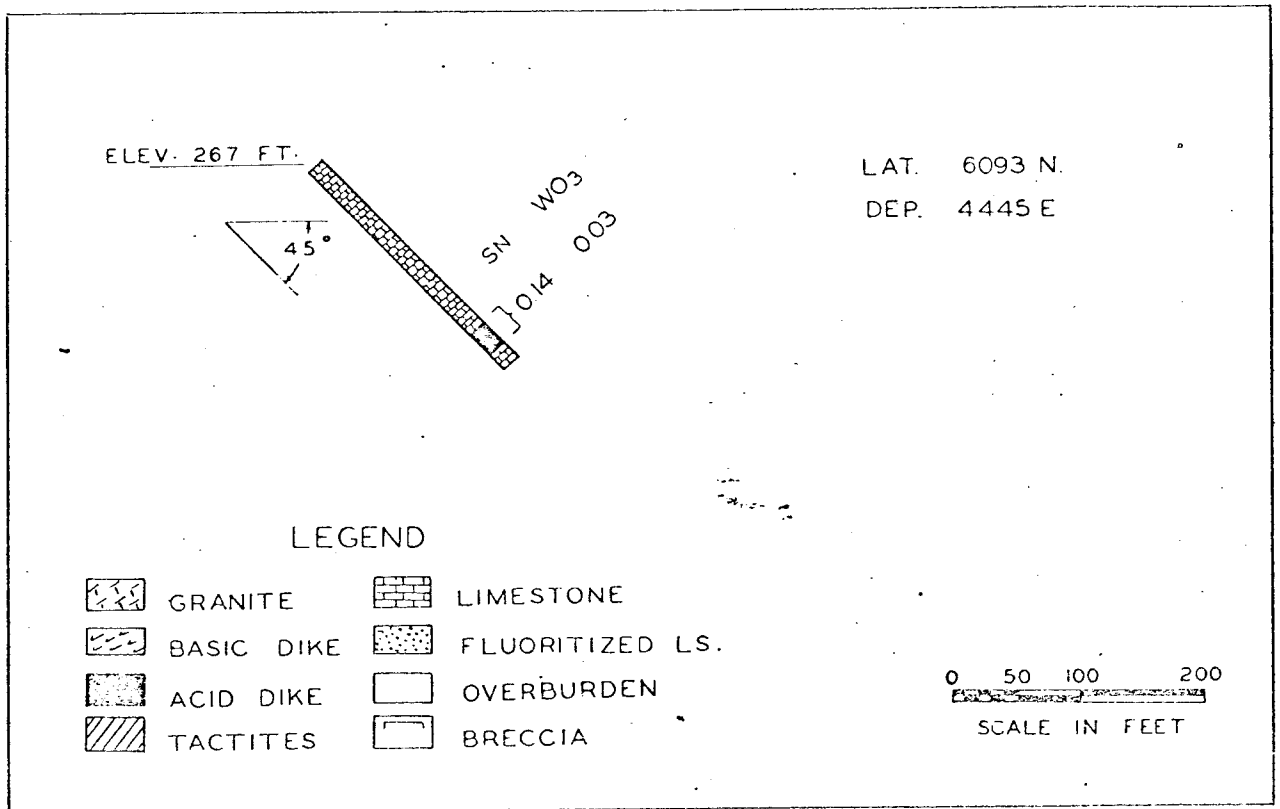 ELEV. 267 FT.
45°
SN WO3
0.14 003
LAT. 6093 N.
DEP. 4445 E
LEGEND
GRANITE
BASIC DIKE
ACID DIKE
TACTITES
LIMESTONE
FLUORITIZED LS.
OVERBURDEN
BRECCIA
0 50 100 200
SCALE IN FEET